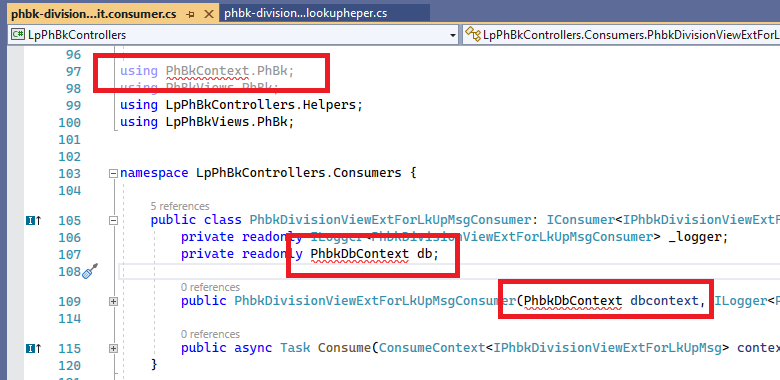 phbk-division...it.consumer.cs
phbk-division...lookupheper.cs
LpPhBkControllers
LpPhBkControllers.Consumers.PhbkDivisionViewExtForL
96
97 using PhBkContext.PhBk;
98 using PhBkViews.PhBk;
99 using LpPhBkControllers.Helpers;
100 using LpPhBkViews.PhBk;
101
102
103 namespace LpPhBkControllers.Consumers {
104
5 references
105 public class PhbkDivisionViewExtForLkUpMsgConsumer: IConsumer<IPhbkDivisionViewExtF
106 private readonly ILogger<PhbkDivisionViewExtForLkUpMsgConsumer> _logger;
107 private readonly PhbkDbContext db;
108
0 references
109 public PhbkDivisionViewExtForLkUpMsgConsumer(PhbkDbContext dbcontext, ILogger<P
114
0 references
115 public async Task Consume(ConsumeContext<IPhbkDivisionViewExtForLkUpMsg> contex
120 }